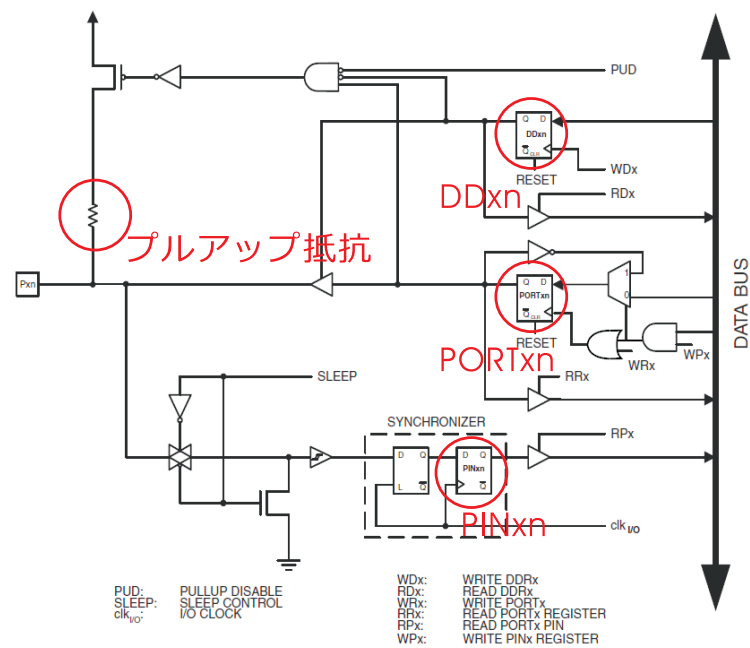 PUD
Q D
DDxn
Q CLR
RESET
WDx
DDxn
RDx
プルアップ抵抗
Pxn
Q D
PORTxn
Q CLR
1
0
RESET
PORTxn
WRx
WPx
DATA BUS
SLEEP
RRx
SYNCHRONIZER
RPx
D Q
L Q
D Q
PINxn
Q
PINxn
clk I/O
PUD: PULLUP DISABLE
SLEEP: SLEEP CONTROL
clkI/O: I/O CLOCK
WDx: WRITE DDRx
RDx: READ DDRx
WRx: WRITE PORTx
RRx: READ PORTx REGISTER
RPx: READ PORTx PIN
WPx: WRITE PINx REGISTER